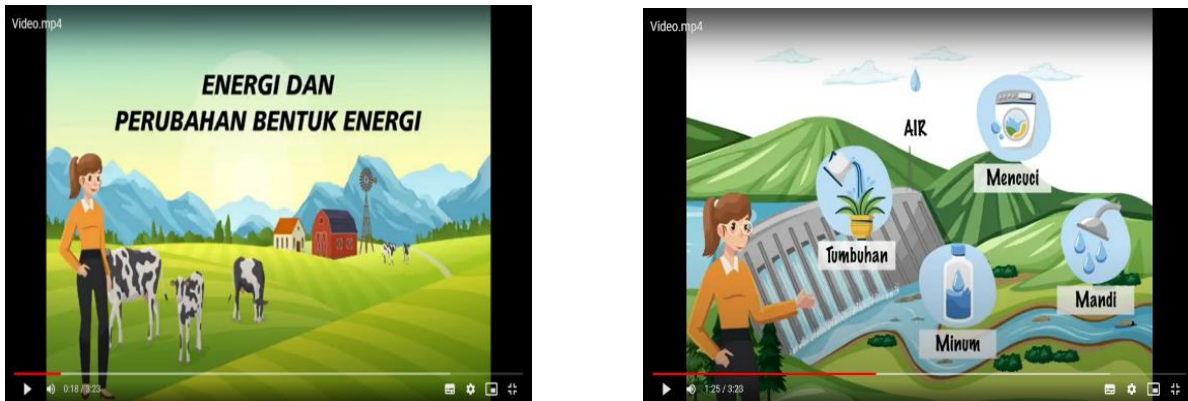 Video.mp4
ENERGI DAN
PERUBAHAN BENTUK ENERGI
0:18 / 3:23
Video.mp4
AIR
Mencuci
Tumbuhan
Mandi
Minum
1:25 / 3:23